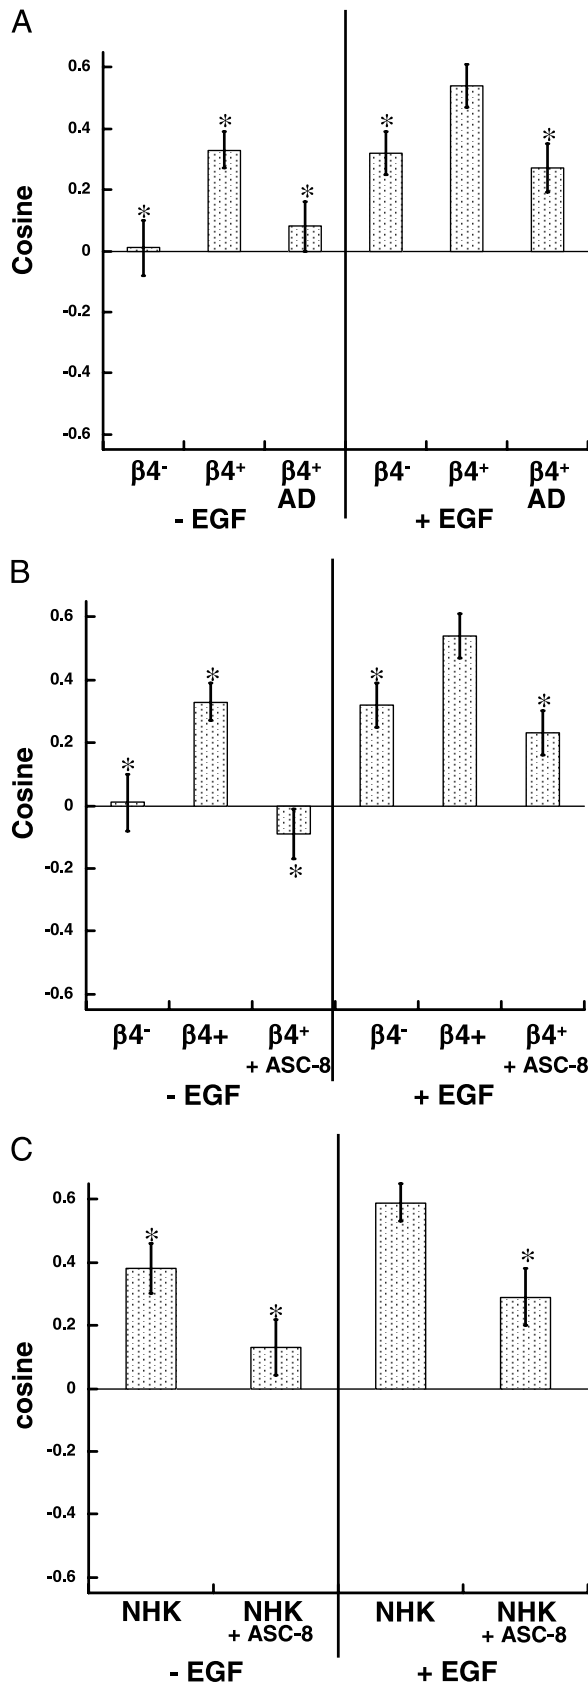 A
0.6
0.4
0.2
0
-0.2
-0.4
-0.6
Cosine
* * * * *
β4⁻ β4⁺ β4⁺ β4⁻ β4⁺ β4⁺
AD AD
- EGF + EGF
B
0.6
0.4
0.2
0
-0.2
-0.4
-0.6
Cosine
* * * * *
β4⁻ β4+ β4⁺ β4⁻ β4+ β4⁺
+ ASC-8 + ASC-8
- EGF + EGF
C
0.6
0.4
0.2
0
-0.2
-0.4
-0.6
cosine
* * *
NHK NHK NHK NHK
+ ASC-8 + ASC-8
- EGF + EGF